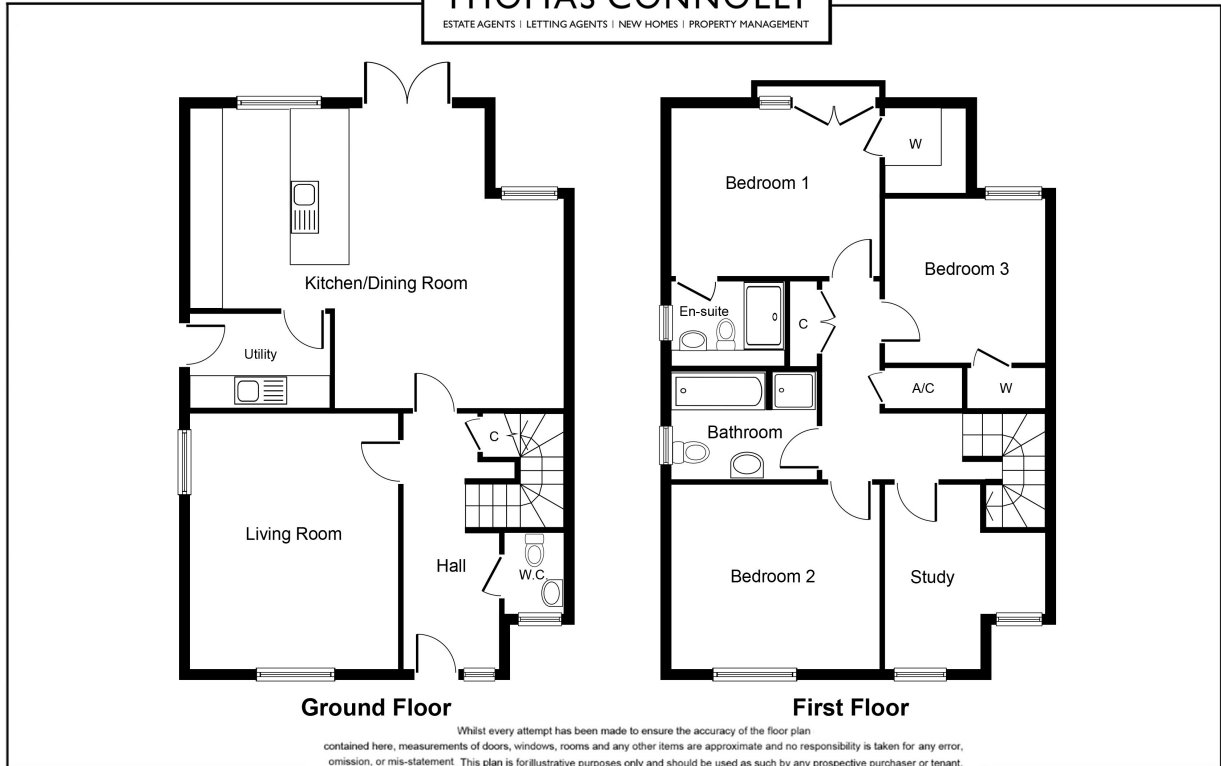 THOMAS CONNOLLY
ESTATE AGENTS | LETTING AGENTS | NEW HOMES | PROPERTY MANAGEMENT
Kitchen/Dining Room
Utility
C
Living Room
Hall
W.C.
Ground Floor
W
Bedroom 1
Bedroom 3
En-suite
C
A/C
W
Bathroom
Bedroom 2
Study
First Floor
Whilst every attempt has been made to ensure the accuracy of the floor plan
contained here, measurements of doors, windows, rooms and any other items are approximate and no responsibility is taken for any error,
omission, or mis-statement. This plan is forillustrative purposes only and should be used as such by any prospective purchaser or tenant.